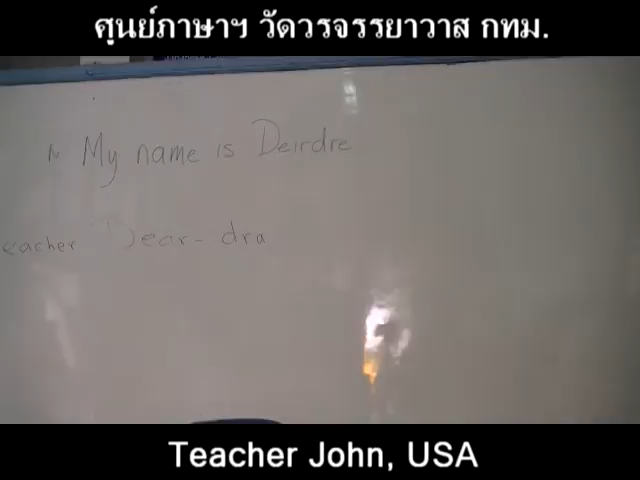 ศูนย์ภาษาฯ วัดวรจรรยาวาส กทม.
My name is Deirdre
eacher Dear-dra
Teacher John, USA